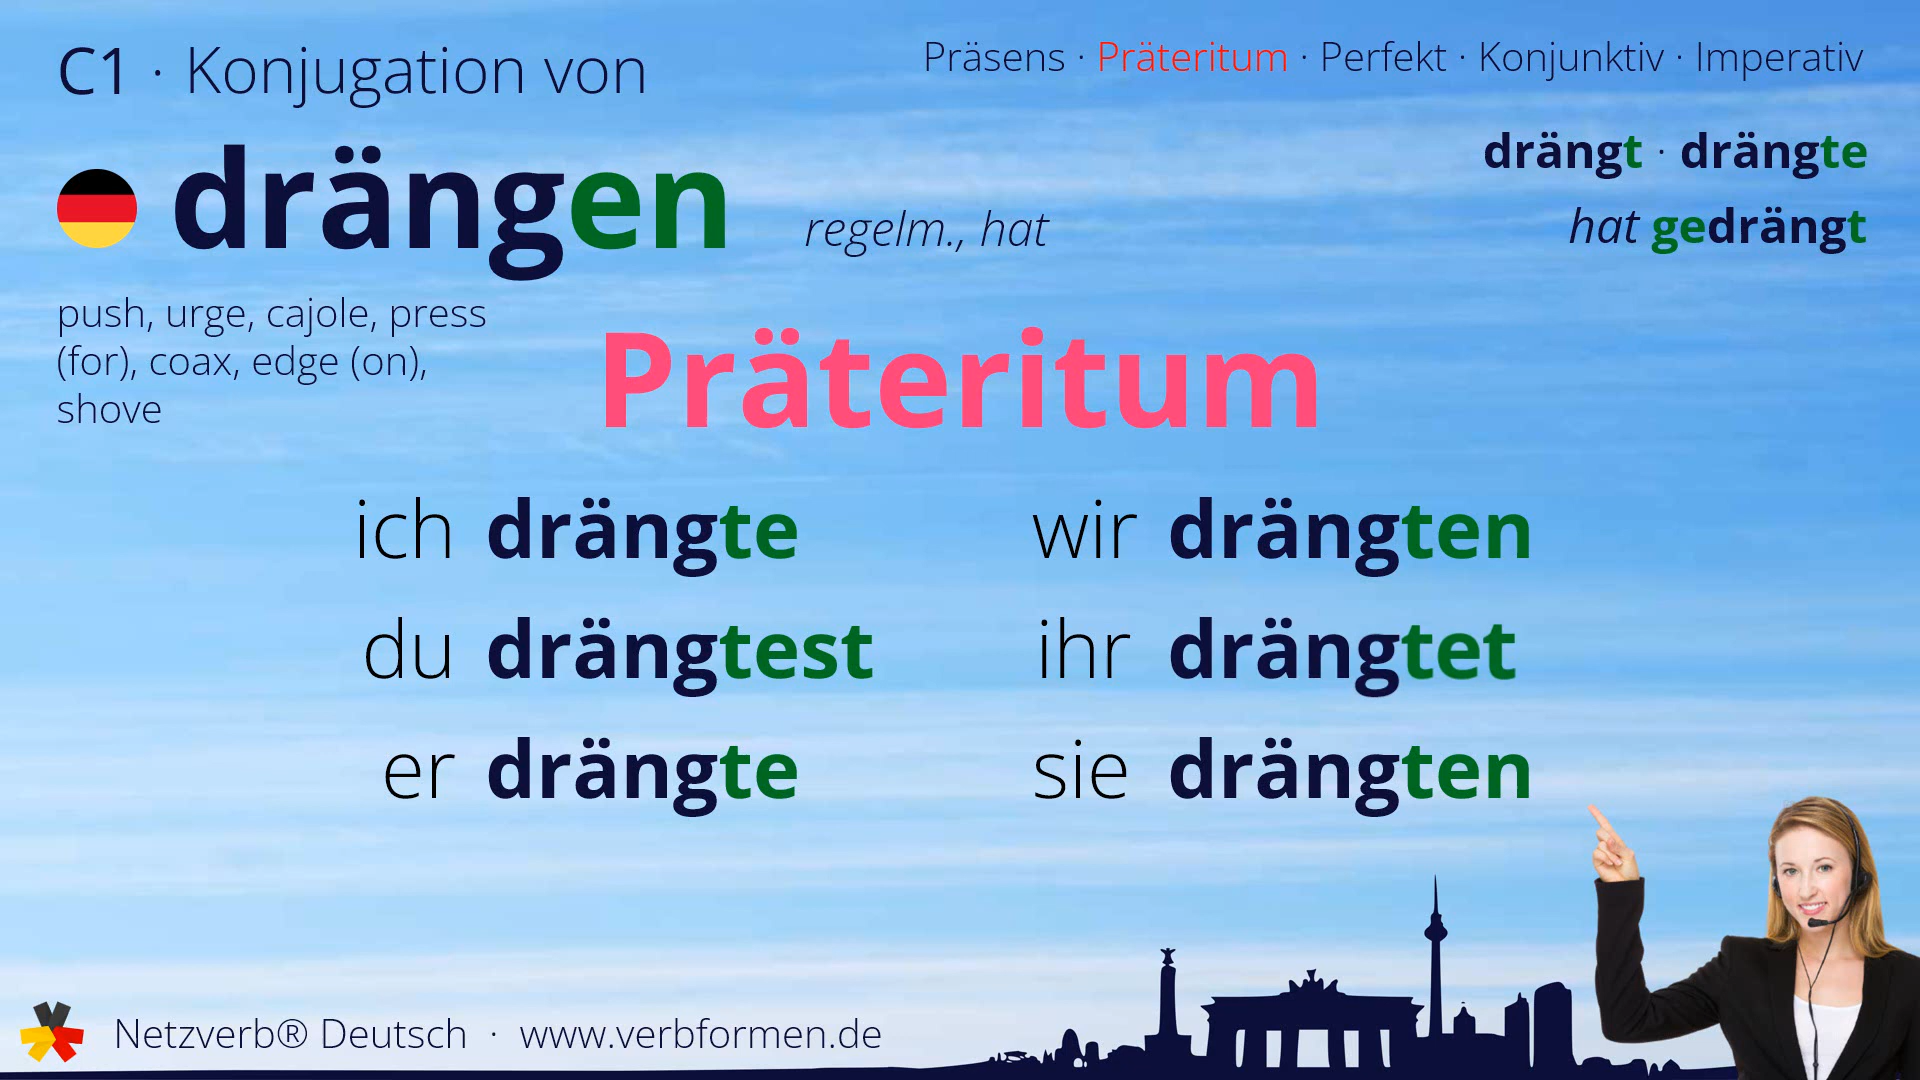 C1 · Konjugation von
Präsens · Präteritum · Perfekt · Konjunktiv · Imperativ
drängen
regelm., hat
drängt · drängte
hat gedrängt
push, urge, cajole, press
(for), coax, edge (on),
shove
Präteritum
ich drängte
wir drängten
du drängtest
ihr drängtet
er drängte
sie drängten
Netzverb® Deutsch · www.verbformen.de